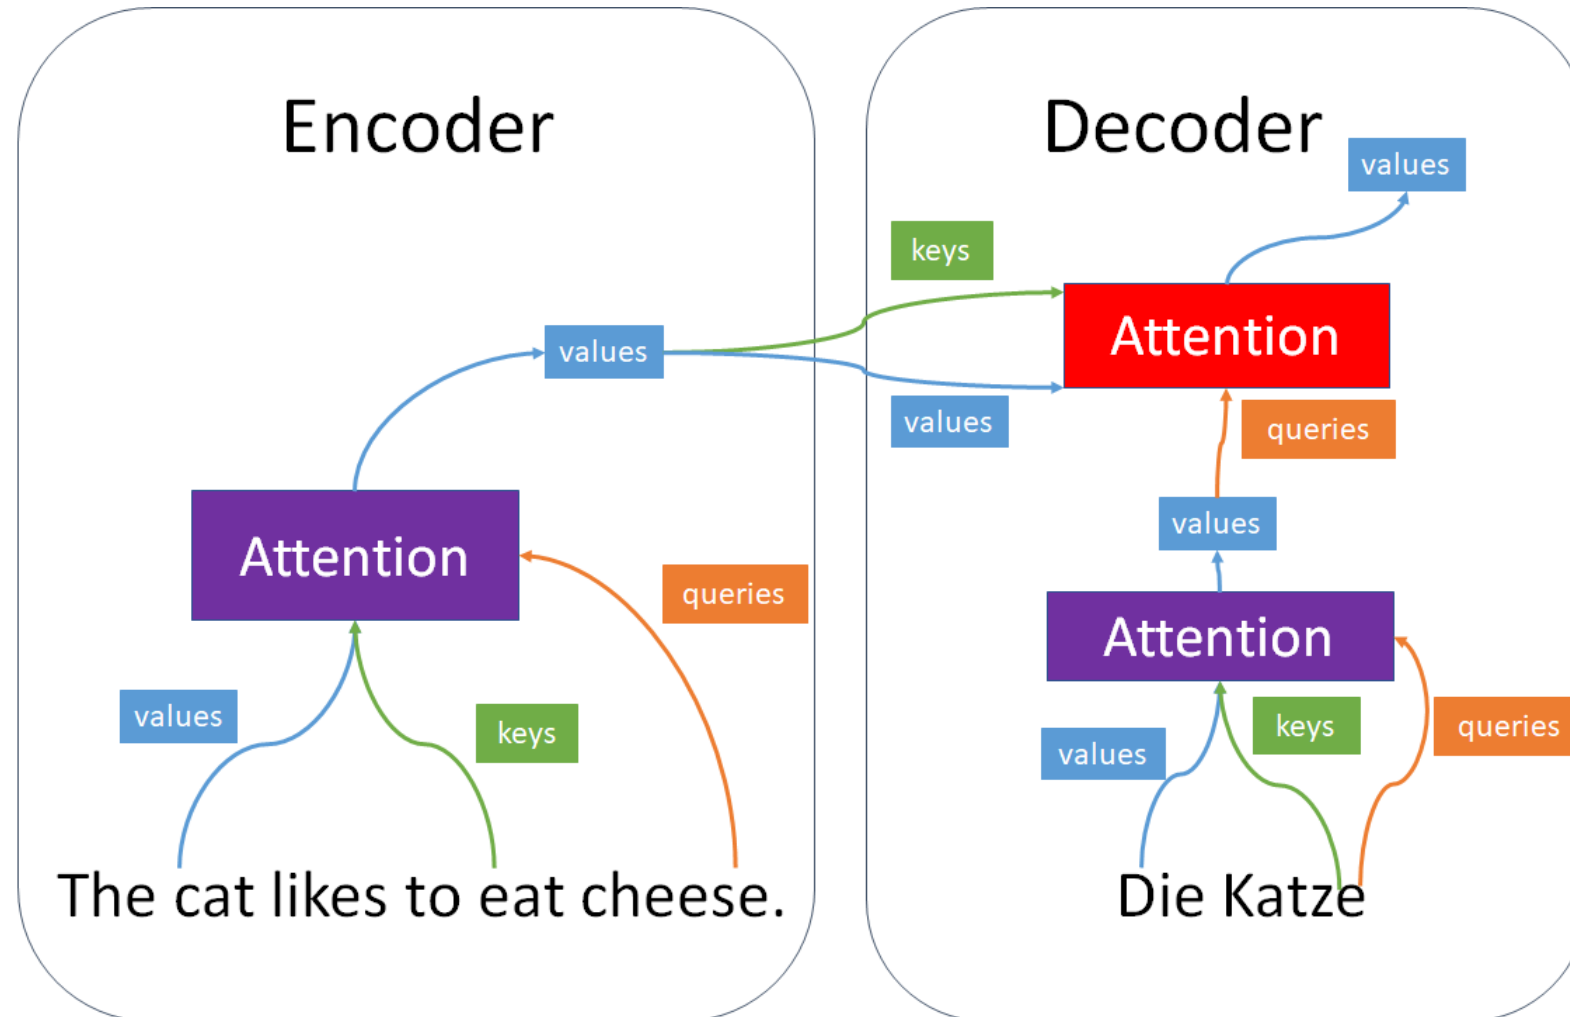 Encoder
values
Attention
queries
values
keys
The cat likes to eat cheese.
Decoder
values
keys
Attention
values
queries
values
Attention
keys
queries
values
Die Katze